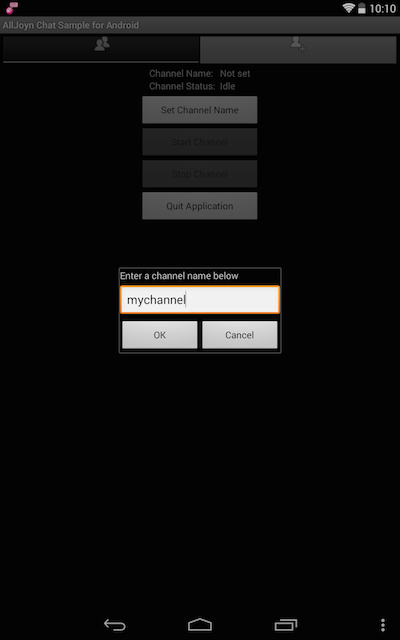 10:10
AllJoyn Chat Sample for Android
Channel Name: Not set
Channel Status: Idle
Set Channel Name
Start Channel
Stop Channel
Quit Application
Enter a channel name below
mychannel
OK Cancel